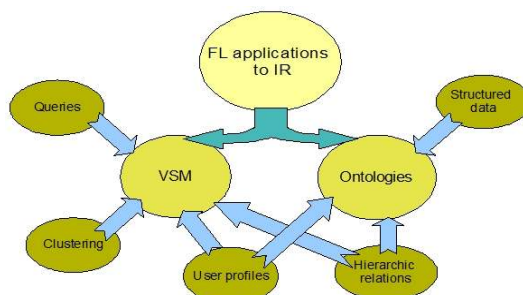 FL applications
to IR
Queries
Structured
data
VSM
Ontologies
Clustering
User profiles
Hierarchic
relations